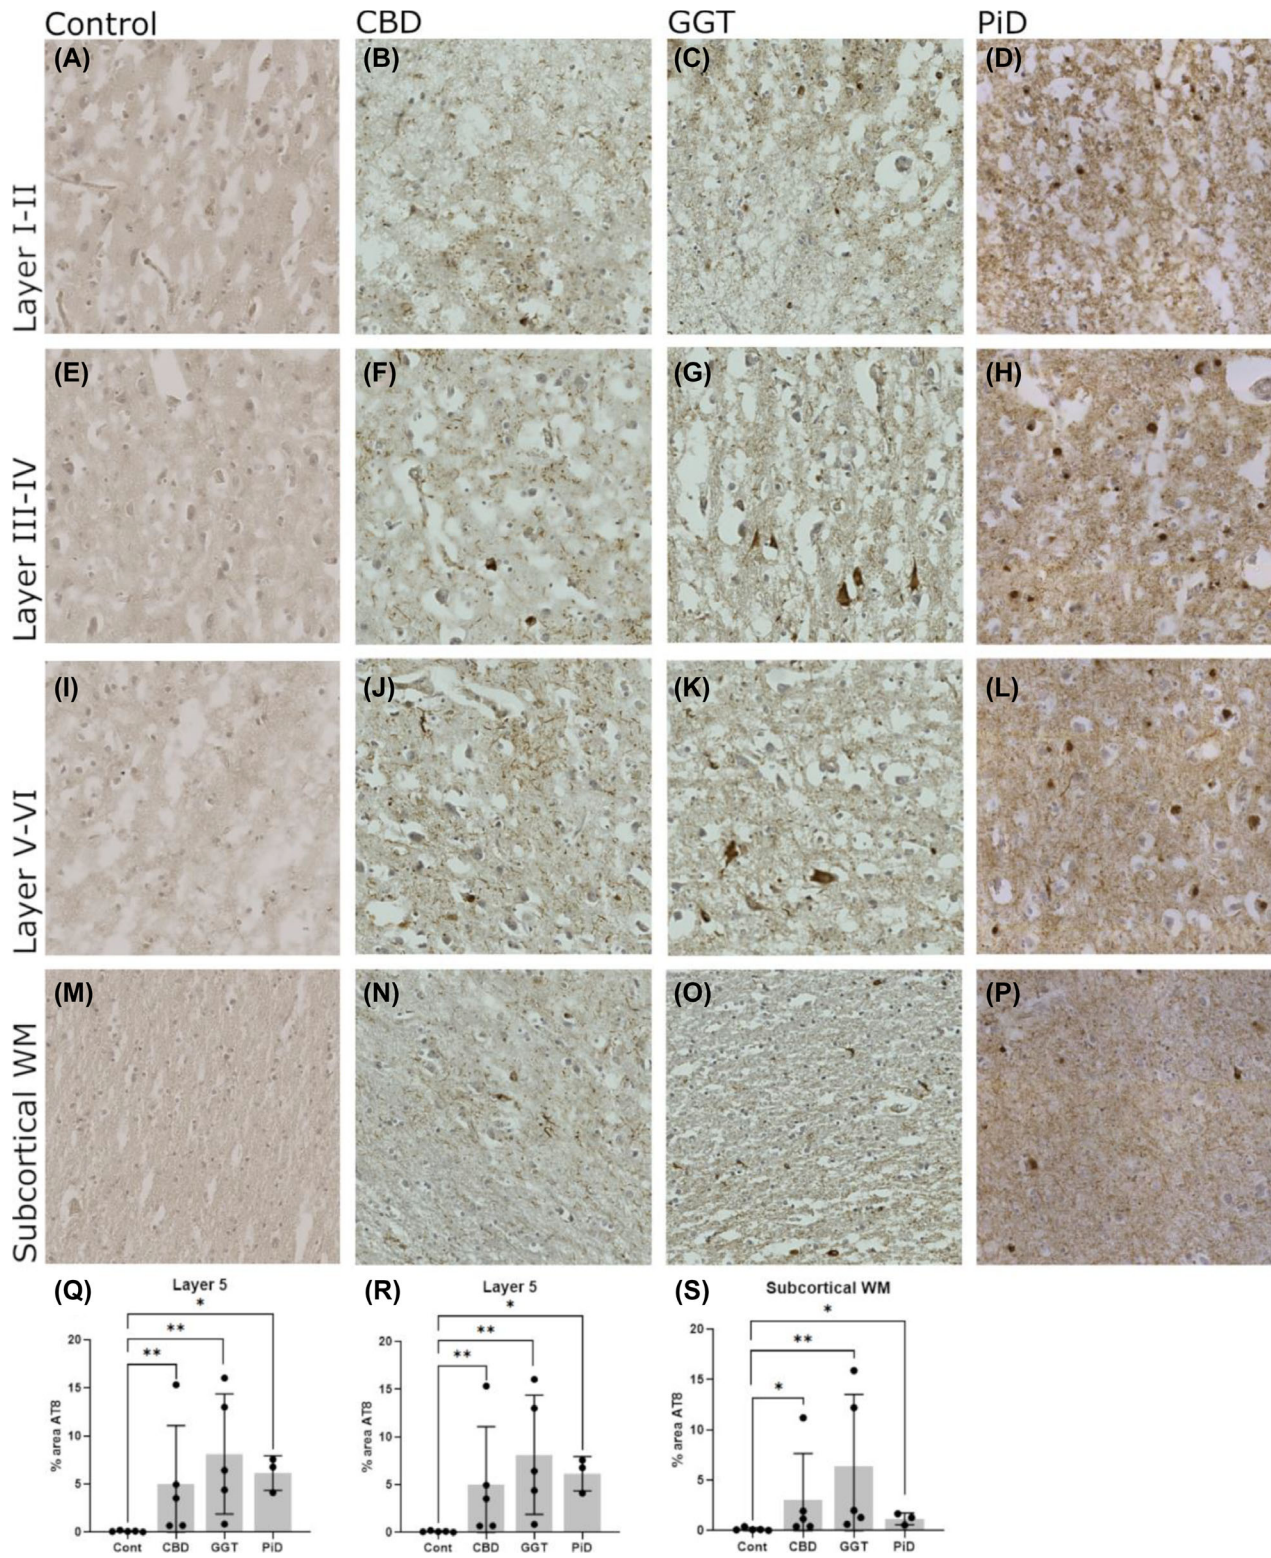 Control CBD GGT PiD
(A) (B) (C) (D)
Layer I-II
(E) (F) (G) (H)
Layer III-IV
(I) (J) (K) (L)
Layer V-VI
(M) (N) (O) (P)
Subcortical WM
(Q) Layer 5
* ** **
% area AT8
20
15
10
5
0
Cont CBD GGT PiD
(R) Layer 5
* ** **
% area AT8
20
15
10
5
0
Cont CBD GGT PiD
(S) Subcortical WM
* ** *
% area AT8
20
15
10
5
0
Cont CBD GGT PiD